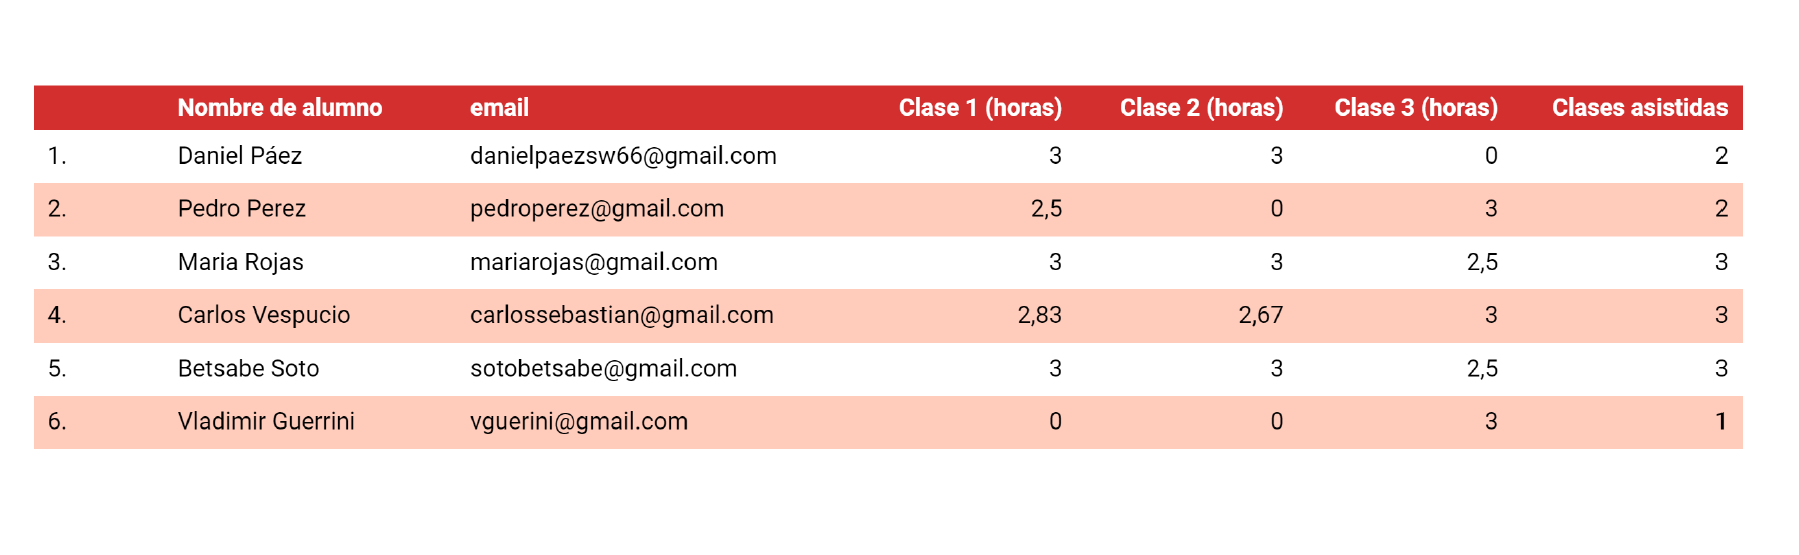 Nombre de alumno email Clase 1 (horas) Clase 2 (horas) Clase 3 (horas) Clases asistidas
1. Daniel Páez danielpaezsw66@gmail.com 3 3 0 2
2. Pedro Perez pedroperez@gmail.com 2,5 0 3 2
3. Maria Rojas mariarojas@gmail.com 3 3 2,5 3
4. Carlos Vespucio carlossebastian@gmail.com 2,83 2,67 3 3
5. Betsabe Soto sotobetsabe@gmail.com 3 3 2,5 3
6. Vladimir Guerrini vguerini@gmail.com 0 0 3 1